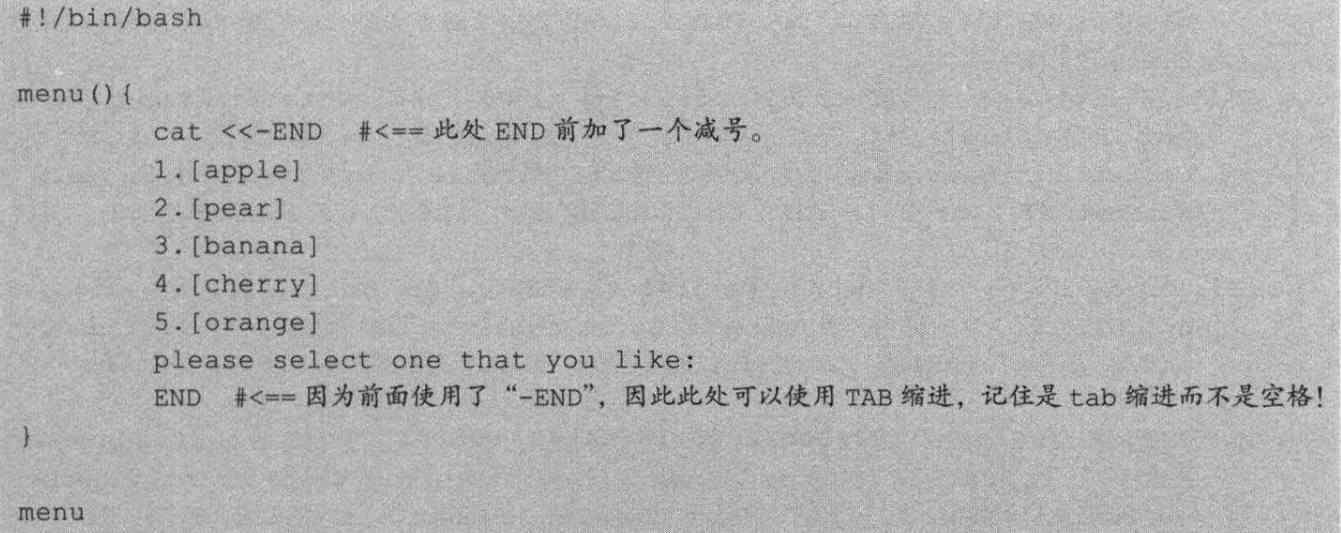 #!/bin/bash
menu(){
cat <<-END #<== 此处 END 前加了一个减号。
1.[apple]
2.[pear]
3.[banana]
4.[cherry]
5.[orange]
please select one that you like:
END #<== 因为前面使用了“-END”，因此此处可以使用 TAB 缩进，记住是 tab 缩进而不是空格！
}
menu